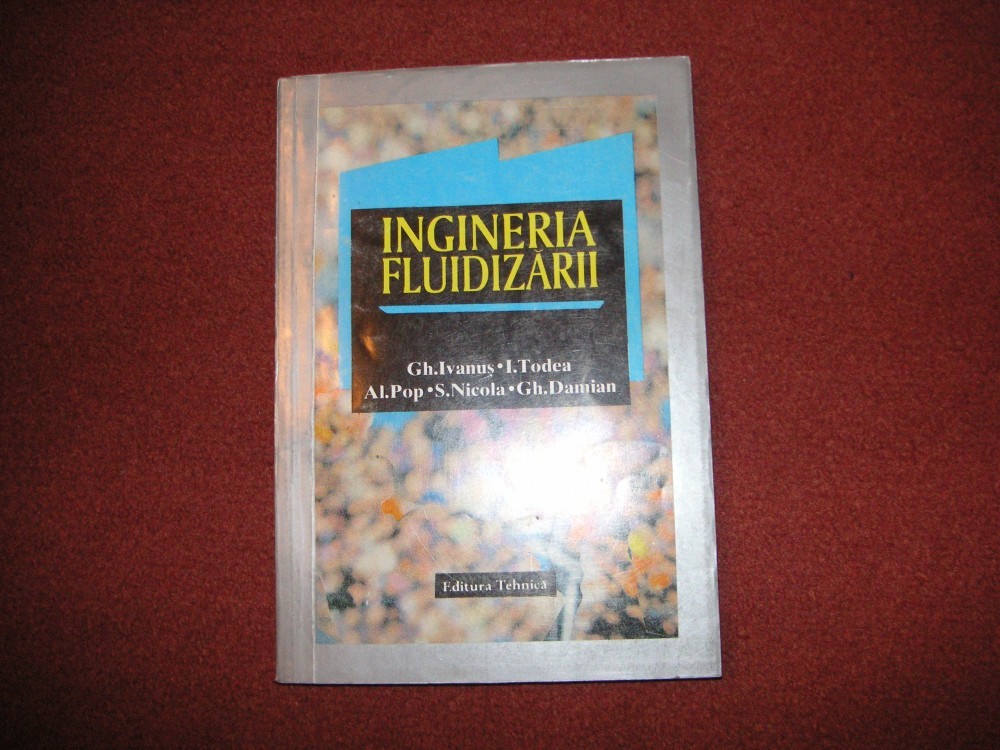 INGINERIA
FLUIDIZĂRII
Gh.Ivanuş•I.Todea
Al.Pop•S.Nicola•Gh.Damian
Editura Tehnică